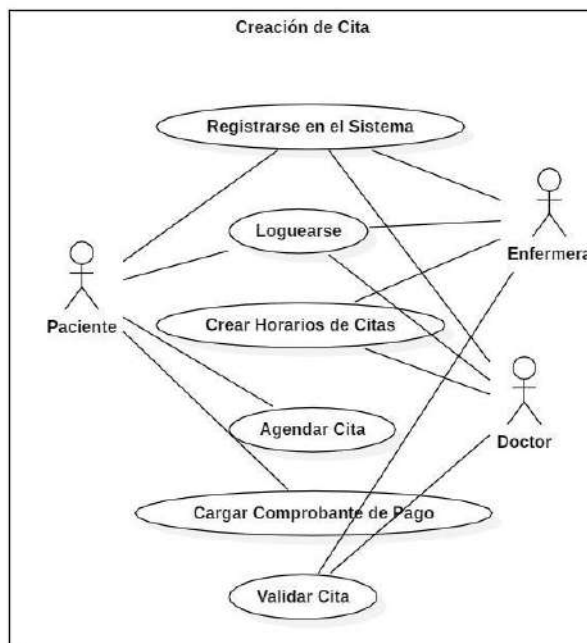 Creación de Cita
Registrarse en el Sistema
Loguearse
Enfermera
Paciente
Crear Horarios de Citas
Agendar Cita
Doctor
Cargar Comprobante de Pago
Validar Cita